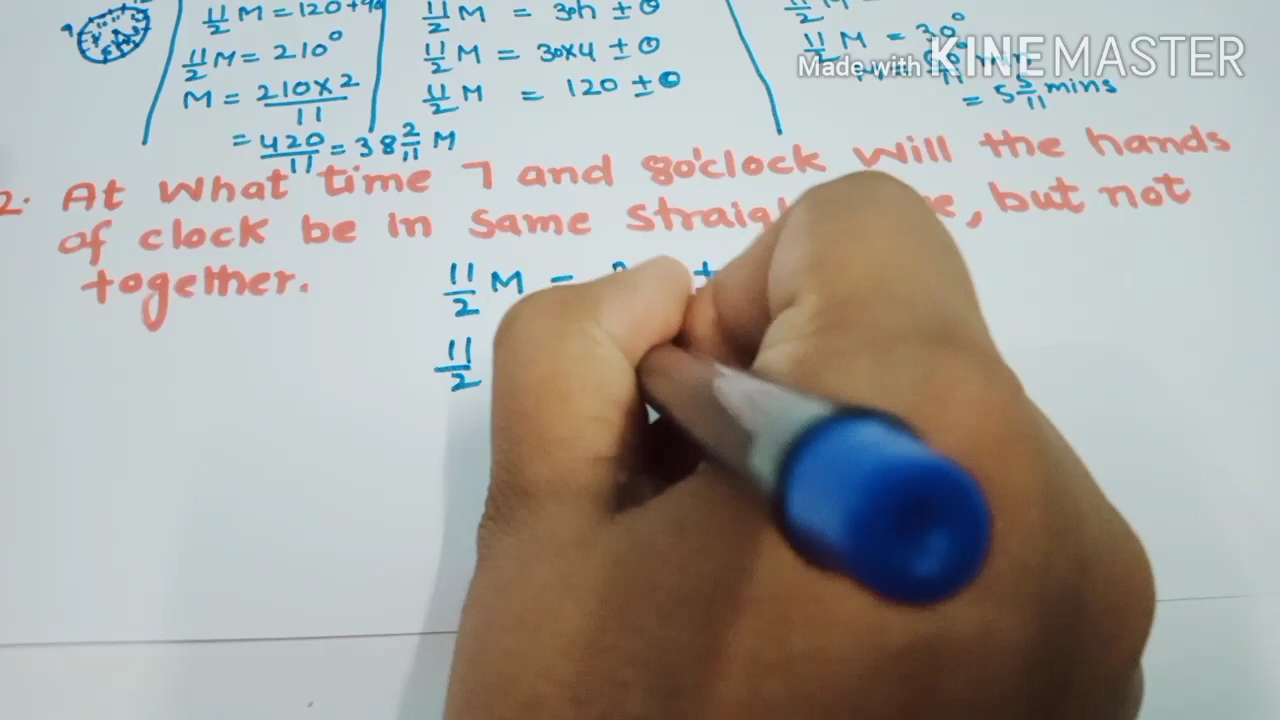 11/2 M = 120 + 90
11/2 M = 210°
M = 210×2/11
= 420/11 = 38 2/11 M
11/2 M = 30h ± θ
11/2 M = 30×4 ± θ
11/2 M = 120 ± θ
11/2 M = 30°
= 5 5/11 mins
Made with KINEMASTER
2. At what time 7 and 8o'clock will the hands
of clock be in same but not
together.
11/2 M =
11/2